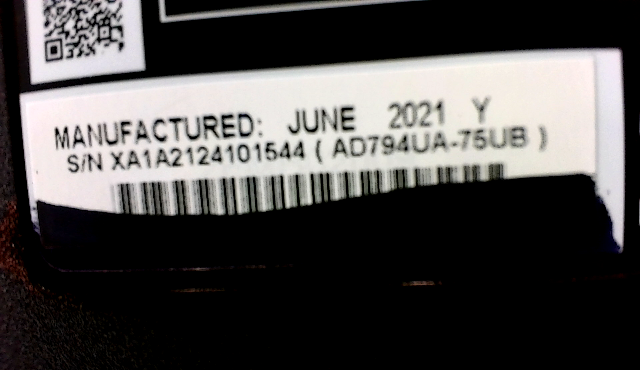 MANUFACTURED: JUNE 2021 Y
S/N XA1A2124101544 ( AD794UA-75UB )